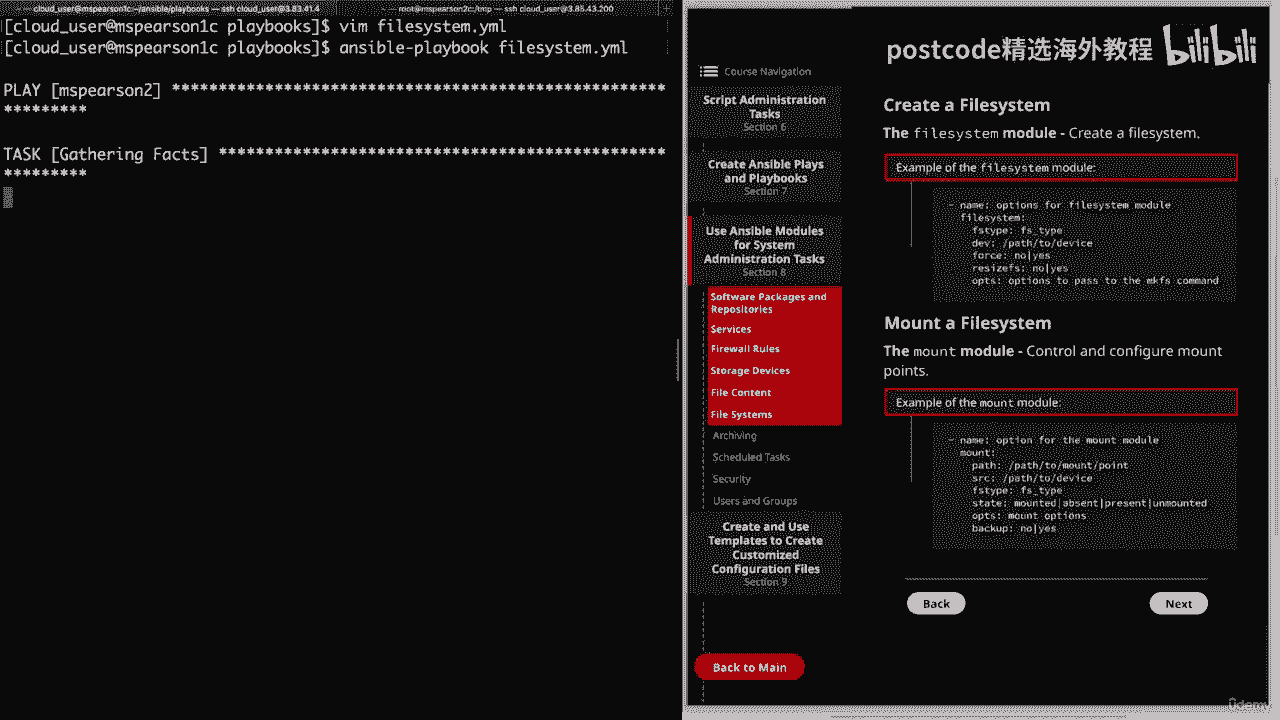 cloud_user@mspearson1c:~/ansible/playbooks — ssh cloud_user@3.83.41.4
root@mspearson2c:/tmp — ssh cloud_user@3.85.43.200
[cloud_user@mspearson1c playbooks]$ vim filesystem.yml
[cloud_user@mspearson1c playbooks]$ ansible-playbook filesystem.yml
PLAY [mspearson2] *************************************************
*********
TASK [Gathering Facts] ********************************************
*********
postcode精选海外教程 bilibili
Course Navigation
Script Administration
Tasks
Section 6
Create Ansible Plays
and Playbooks
Section 7
Use Ansible Modules
for System
Administration Tasks
Section 8
Software Packages and
Repositories
Services
Firewall Rules
Storage Devices
File Content
File Systems
Archiving
Scheduled Tasks
Security
Users and Groups
Create and Use
Templates to Create
Customized
Configuration Files
Section 9
Back to Main
Create a Filesystem
The filesystem module - Create a filesystem.
Example of the filesystem module:
- name: options for filesystem module
filesystem:
fstype: fs_type
dev: /path/to/device
force: no|yes
resizefs: no|yes
opts: options to pass to the mkfs command
Mount a Filesystem
The mount module - Control and configure mount
points.
Example of the mount module:
- name: option for the mount module
mount:
path: /path/to/mount/point
src: /path/to/device
fstype: fs_type
state: mounted|absent|present|unmounted
opts: mount options
backup: no|yes
Back
Next
ûdemy